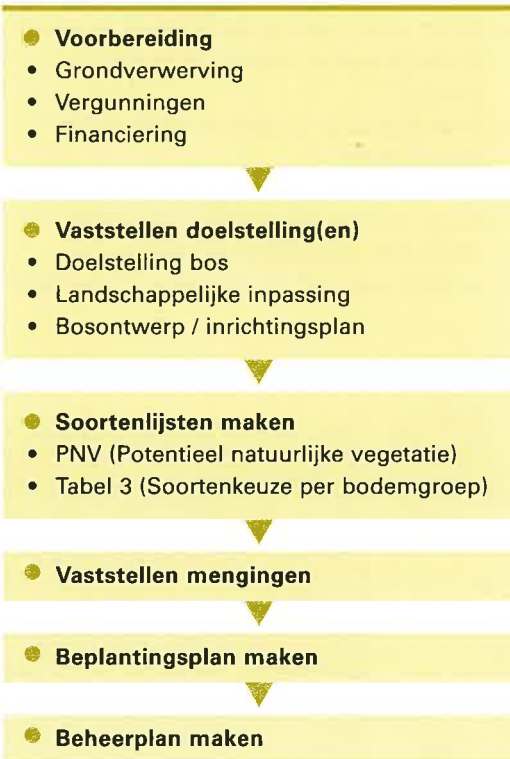 Voorbereiding
• Grondverwerving
• Vergunningen
• Financiering
Vaststellen doelstelling(en)
• Doelstelling bos
• Landschappelijke inpassing
• Bosontwerp / inrichtingsplan
Soortenlijsten maken
• PNV (Potentieel natuurlijke vegetatie)
• Tabel 3 (Soortenkeuze per bodemgroep)
Vaststellen mengingen
Beplantingsplan maken
Beheerplan maken